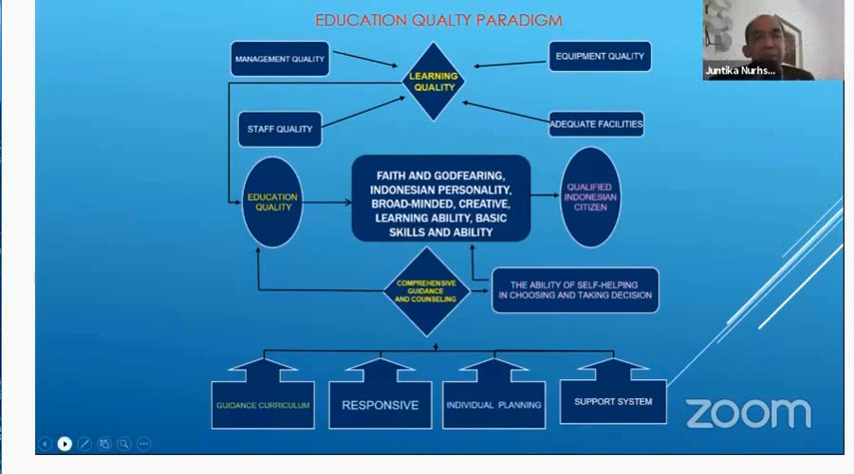 EDUCATION QUALTY PARADIGM
Juntika Nurhs...
MANAGEMENT QUALITY
LEARNING
QUALITY
EQUIPMENT QUALITY
STAFF QUALITY
ADEQUATE FACILITIES
EDUCATION
QUALITY
FAITH AND GODFEARING,
INDONESIAN PERSONALITY,
BROAD-MINDED, CREATIVE,
LEARNING ABILITY, BASIC
SKILLS AND ABILITY
QUALIFIED
INDONESIAN
CITIZEN
COMPREHENSIVE
GUIDANCE
AND COUNSELING
THE ABILITY OF SELF-HELPING
IN CHOOSING AND TAKING DECISION
GUIDANCE CURRICULUM
RESPONSIVE
INDIVIDUAL PLANNING
SUPPORT SYSTEM
zoom